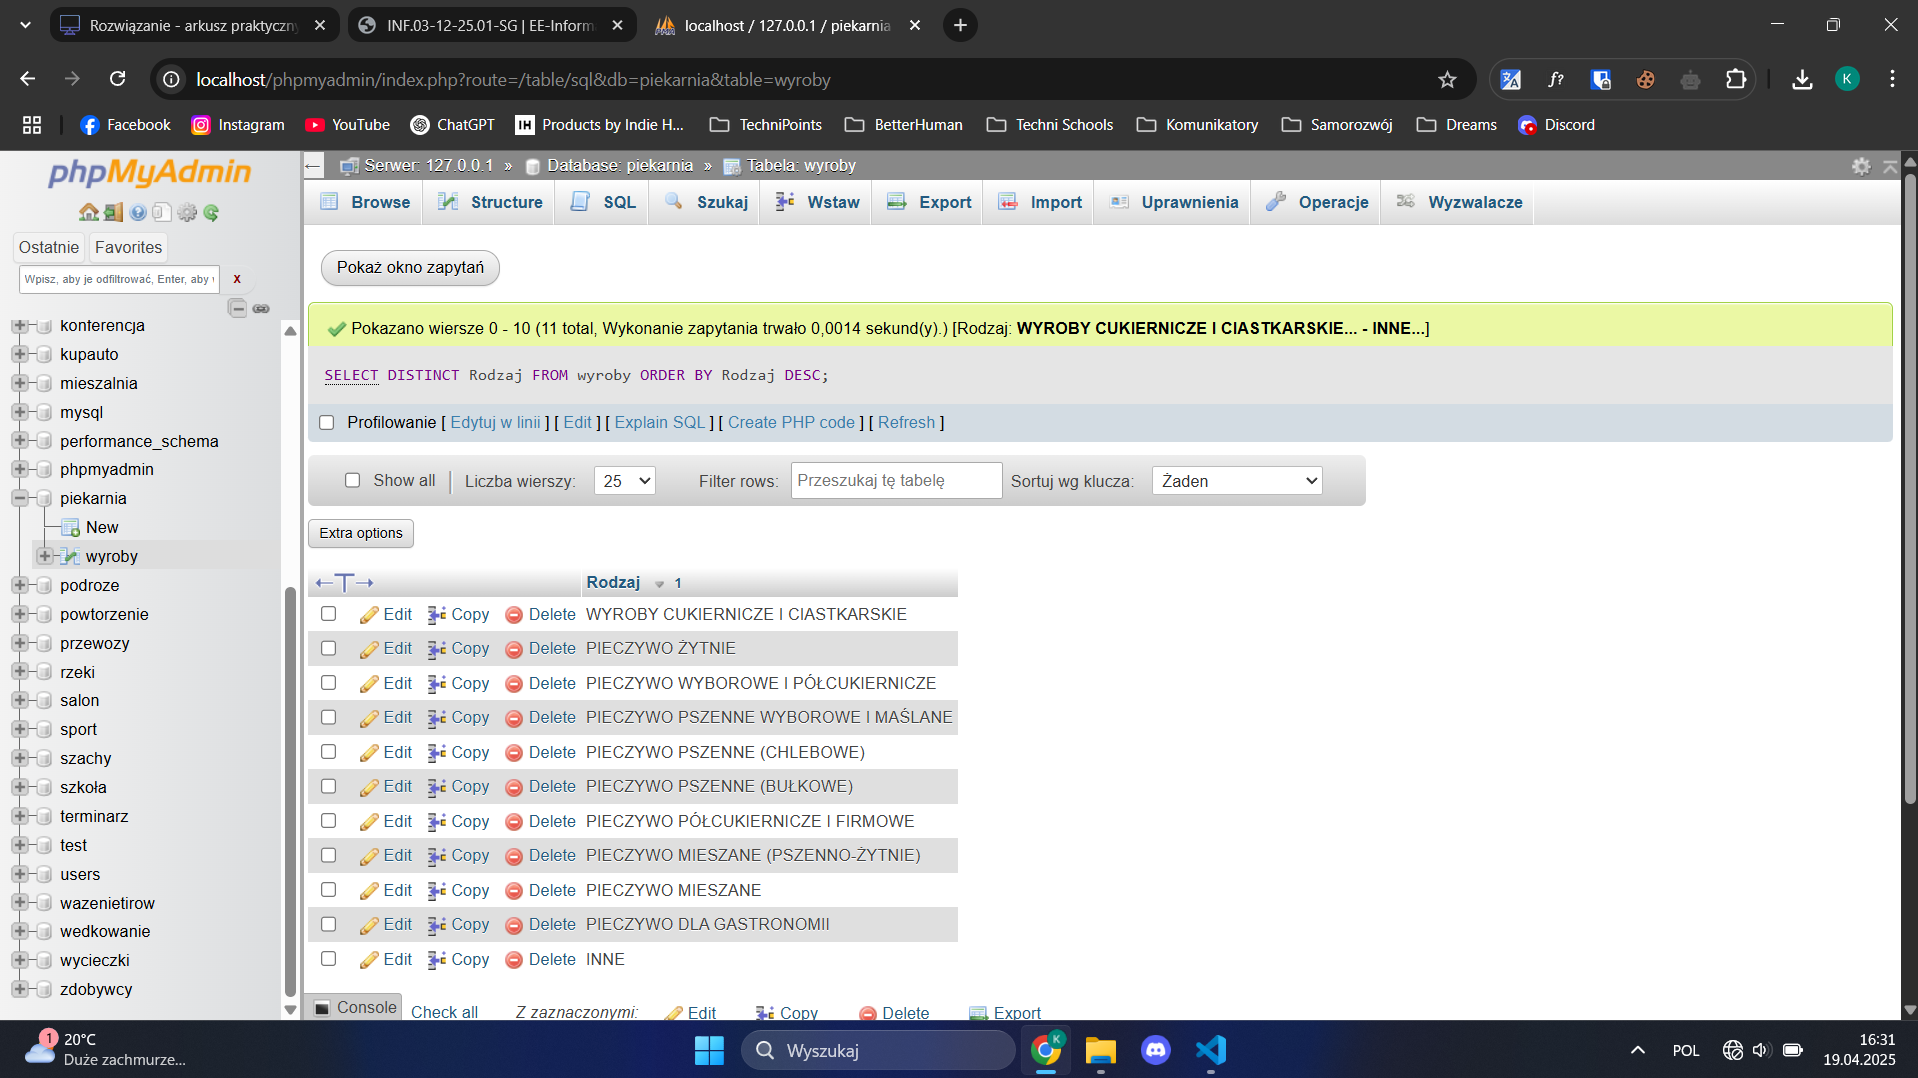 Rozwiązanie - arkusz praktyczn
INF.03-12-25.01-SG | EE-Inform
localhost / 127.0.0.1 / piekarnia
localhost/phpmyadmin/index.php?route=/table/sql&db=piekarnia&table=wyroby
K
Facebook
Instagram
YouTube
ChatGPT
IH Products by Indie H...
TechniPoints
BetterHuman
Techni Schools
Komunikatory
Samorozwój
Dreams
Discord
phpMyAdmin
Ostatnie
Favorites
Wpisz, aby je odfiltrować, Enter, aby
X
konferencja
kupauto
mieszalnia
mysql
performance_schema
phpmyadmin
piekarnia
New
wyroby
podroze
powtorzenie
przewozy
rzeki
salon
sport
szachy
szkoła
terminarz
test
users
wazenietirow
wedkowanie
wycieczki
zdobywcy
Serwer: 127.0.0.1 » Database: piekarnia » Tabela: wyroby
Browse
Structure
SQL
Szukaj
Wstaw
Export
Import
Uprawnienia
Operacje
Wyzwalacze
Pokaż okno zapytań
Pokazano wiersze 0 - 10 (11 total, Wykonanie zapytania trwało 0,0014 sekund(y).) [Rodzaj: WYROBY CUKIERNICZE I CIASTKARSKIE... - INNE...]
SELECT DISTINCT Rodzaj FROM wyroby ORDER BY Rodzaj DESC;
Profilowanie [ Edytuj w linii ] [ Edit ] [ Explain SQL ] [ Create PHP code ] [ Refresh ]
Show all | Liczba wierszy: 25 Filter rows: Przeszukaj tę tabelę Sortuj wg klucza: Żaden
Extra options
Rodzaj 1
Edit Copy Delete WYROBY CUKIERNICZE I CIASTKARSKIE
Edit Copy Delete PIECZYWO ŻYTNIE
Edit Copy Delete PIECZYWO WYBOROWE I PÓŁCUKIERNICZE
Edit Copy Delete PIECZYWO PSZENNE WYBOROWE I MAŚLANE
Edit Copy Delete PIECZYWO PSZENNE (CHLEBOWE)
Edit Copy Delete PIECZYWO PSZENNE (BUŁKOWE)
Edit Copy Delete PIECZYWO PÓŁCUKIERNICZE I FIRMOWE
Edit Copy Delete PIECZYWO MIESZANE (PSZENNO-ŻYTNIE)
Edit Copy Delete PIECZYWO MIESZANE
Edit Copy Delete PIECZYWO DLA GASTRONOMII
Edit Copy Delete INNE
Console
Check all Z zaznaczonymi: Edit Copy Delete Export
1
20°C
Duże zachmurze...
Wyszukaj
K
POL
16:31
19.04.2025